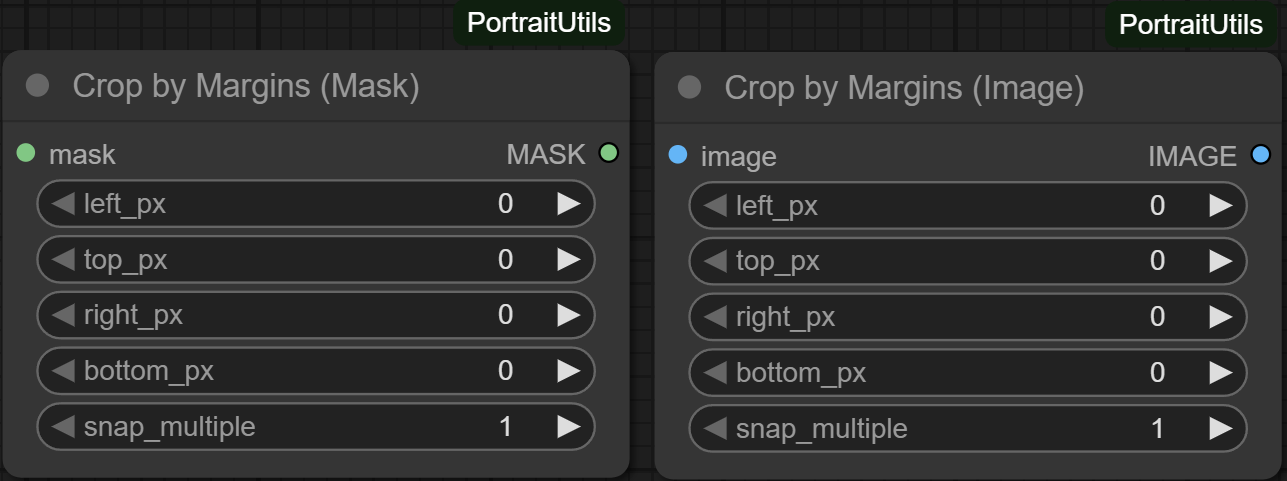 PortraitUtils
Crop by Margins (Mask)
mask MASK
left_px 0
top_px 0
right_px 0
bottom_px 0
snap_multiple 1
PortraitUtils
Crop by Margins (Image)
image IMAGE
left_px 0
top_px 0
right_px 0
bottom_px 0
snap_multiple 1